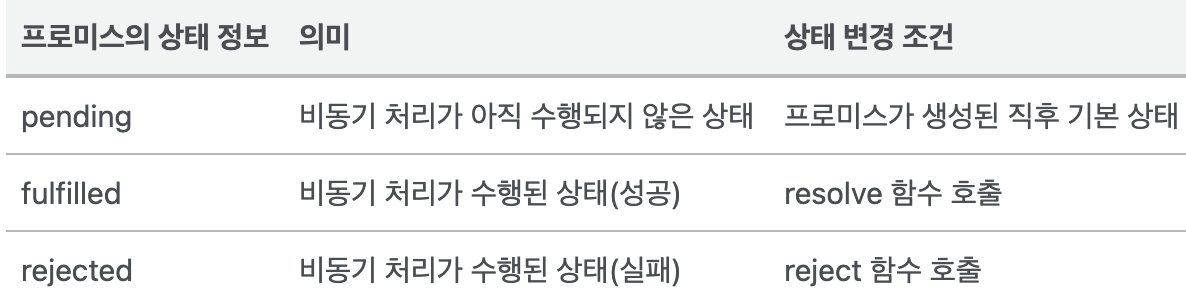 프로미스의 상태 정보 의미 상태 변경 조건
pending 비동기 처리가 아직 수행되지 않은 상태 프로미스가 생성된 직후 기본 상태
fulfilled 비동기 처리가 수행된 상태(성공) resolve 함수 호출
rejected 비동기 처리가 수행된 상태(실패) reject 함수 호출